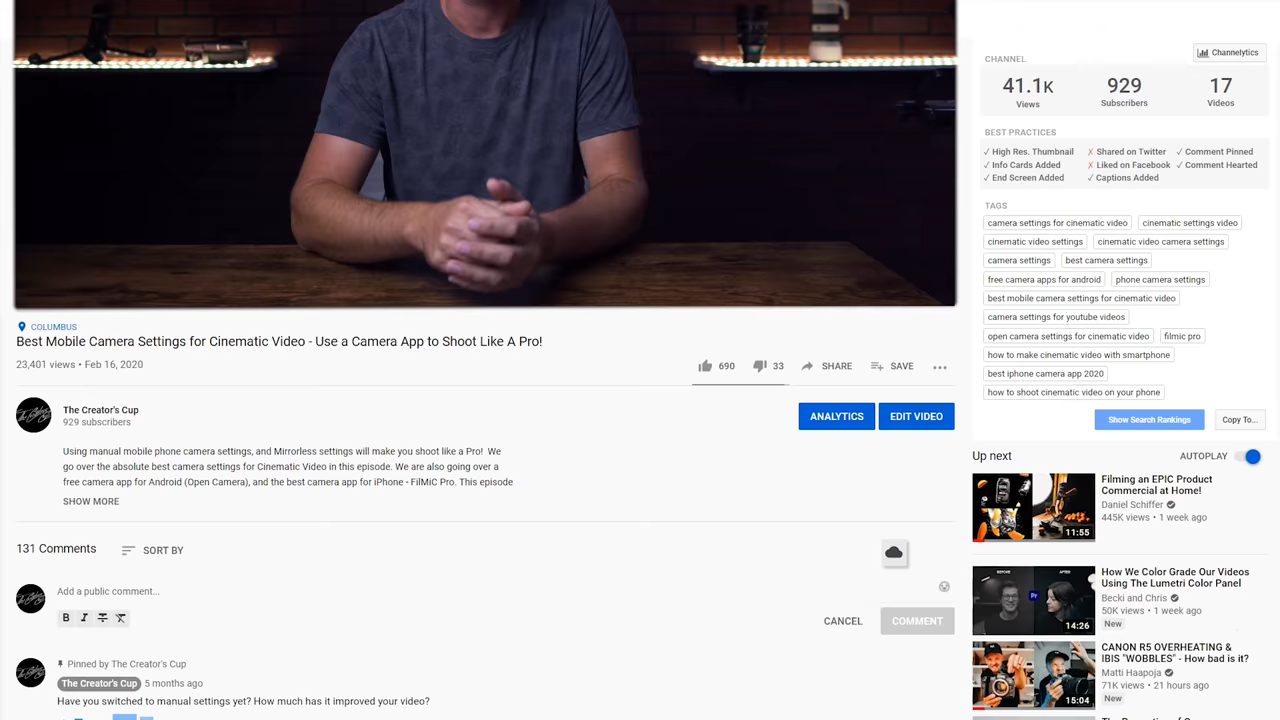 COLUMBUS
Best Mobile Camera Settings for Cinematic Video - Use a Camera App to Shoot Like A Pro!
23,401 views • Feb 16, 2020
690
33
SHARE
SAVE
The Creator's Cup
929 subscribers
ANALYTICS
EDIT VIDEO
Using manual mobile phone camera settings, and Mirrorless settings will make you shoot like a Pro! We
go over the absolute best camera settings for Cinematic Video in this episode. We are also going over a
free camera app for Android (Open Camera), and the best camera app for iPhone - FilMiC Pro. This episode
SHOW MORE
131 Comments
SORT BY
Add a public comment...
B I
CANCEL
COMMENT
Pinned by The Creator's Cup
The Creator's Cup 5 months ago
Have you switched to manual settings yet? How much has it improved your video?
Channelytics
CHANNEL
41.1K 929 17
Views Subscribers Videos
BEST PRACTICES
✓ High Res. Thumbnail ✗ Shared on Twitter ✓ Comment Pinned
✓ Info Cards Added ✗ Liked on Facebook ✓ Comment Hearted
✓ End Screen Added ✓ Captions Added
TAGS
camera settings for cinematic video cinematic settings video
cinematic video settings cinematic video camera settings
camera settings best camera settings
free camera apps for android phone camera settings
best mobile camera settings for cinematic video
camera settings for youtube videos
open camera settings for cinematic video filmic pro
how to make cinematic video with smartphone
best iphone camera app 2020
how to shoot cinematic video on your phone
Show Search Rankings Copy To...
Up next AUTOPLAY
11:55
Filming an EPIC Product
Commercial at Home!
Daniel Schiffer
445K views • 1 week ago
BEFORE AFTER
Pr
14:26
How We Color Grade Our Videos
Using The Lumetri Color Panel
Becki and Chris
50K views • 1 week ago
New
15:04
CANON R5 OVERHEATING &
IBIS "WOBBLES" - How bad is it?
Matti Haapoja
71K views • 21 hours ago
New